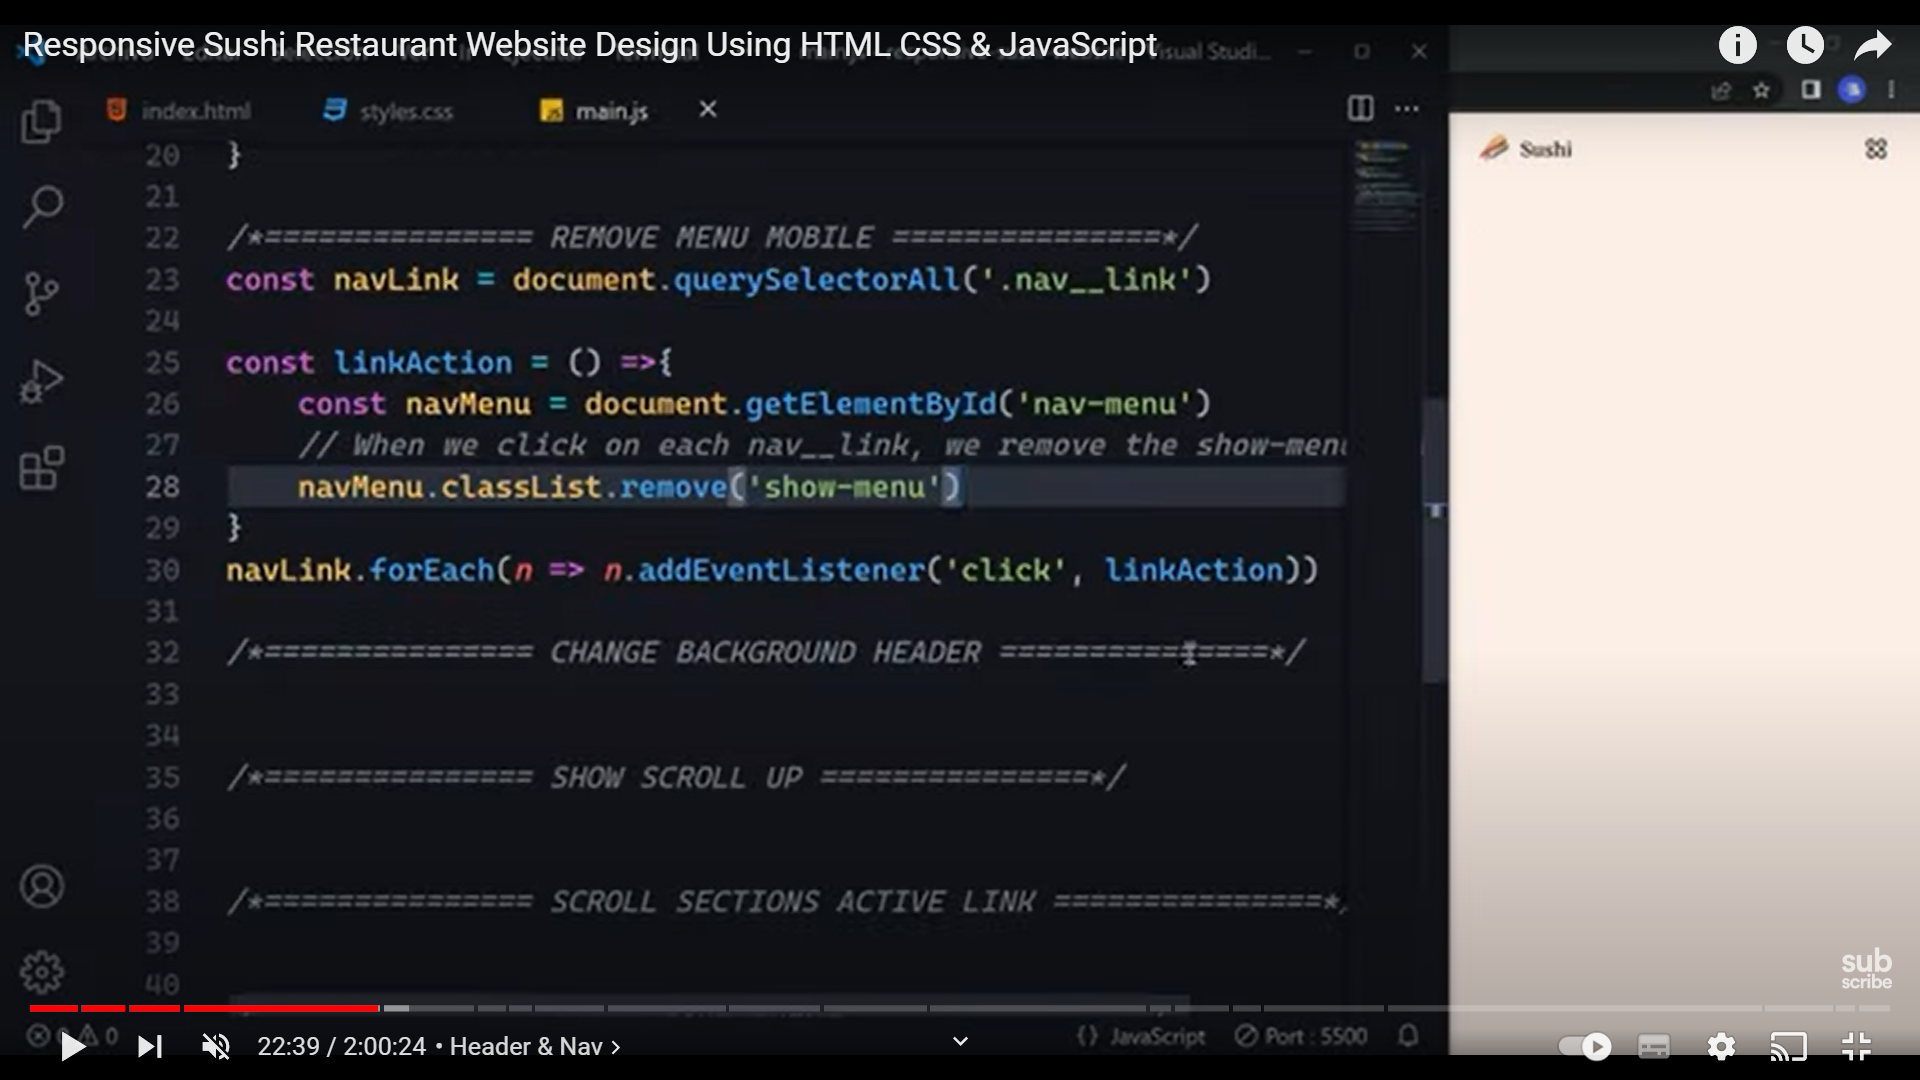 Responsive Sushi Restaurant Website Design Using HTML CSS & JavaScript
Visual Studi...
index.html
styles.css
main.js
Sushi
20 }
21
22 /*=============== REMOVE MENU MOBILE ===============*/
23 const navLink = document.querySelectorAll('.nav__link')
24
25 const linkAction = () =>{
26 const navMenu = document.getElementById('nav-menu')
27 // When we click on each nav__link, we remove the show-menu
28 navMenu.classList.remove('show-menu')
29 }
30 navLink.forEach(n => n.addEventListener('click', linkAction))
31
32 /*=============== CHANGE BACKGROUND HEADER ===============*/
33
34
35 /*=============== SHOW SCROLL UP ===============*/
36
37
38 /*=============== SCROLL SECTIONS ACTIVE LINK ===============*/
39
40
sub
scribe
0
22:39 / 2:00:24 • Header & Nav >
{} JavaScript
Port : 5500